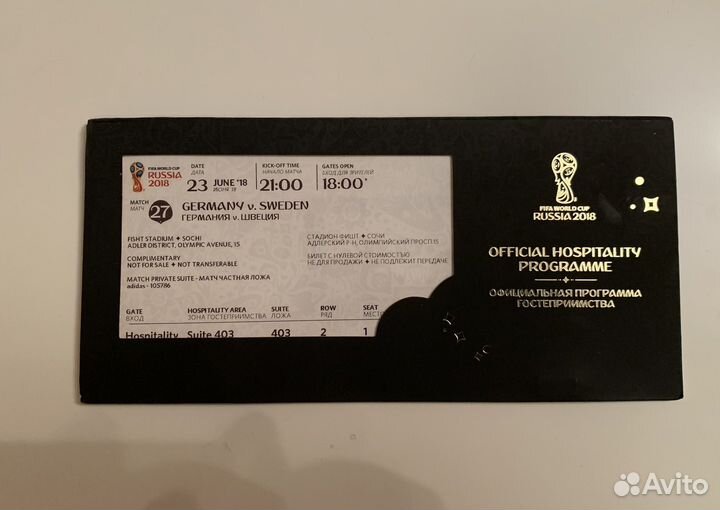 FIFA WORLD CUP
RUSSIA
2018
DATE
ДАТА
23 JUNE '18
ИЮНЯ '18
KICK-OFF TIME
НАЧАЛО МАТЧА
21:00
GATES OPEN
ВХОД ДЛЯ ЗРИТЕЛЕЙ
18:00*
MATCH
МАТЧ
27
GERMANY v. SWEDEN
ГЕРМАНИЯ v. ШВЕЦИЯ
FISHT STADIUM ✦ SOCHI
ADLER DISTRICT, OLYMPIC AVENUE, 15
СТАДИОН ФИШТ ✦ СОЧИ
АДЛЕРСКИЙ Р-Н, ОЛИМПИЙСКИЙ ПРОСП.15
COMPLIMENTARY
NOT FOR SALE ✦ NOT TRANSFERABLE
БИЛЕТ С НУЛЕВОЙ СТОИМОСТЬЮ
НЕ ДЛЯ ПРОДАЖИ ✦ НЕ ПОДЛЕЖИТ ПЕРЕДАЧЕ
MATCH PRIVATE SUITE - МАТЧ ЧАСТНАЯ ЛОЖА
adidas - 105786
GATE
ВХОД
HOSPITALITY AREA
ЗОНА ГОСТЕПРИИМСТВА
SUITE
ЛОЖА
ROW
РЯД
SEAT
МЕСТО
Hospitality Suite 403 403 2 1
FIFA WORLD CUP
RUSSIA 2018
OFFICIAL HOSPITALITY
PROGRAMME
ОФИЦИАЛЬНАЯ ПРОГРАММА
ГОСТЕПРИИМСТВА
Avito